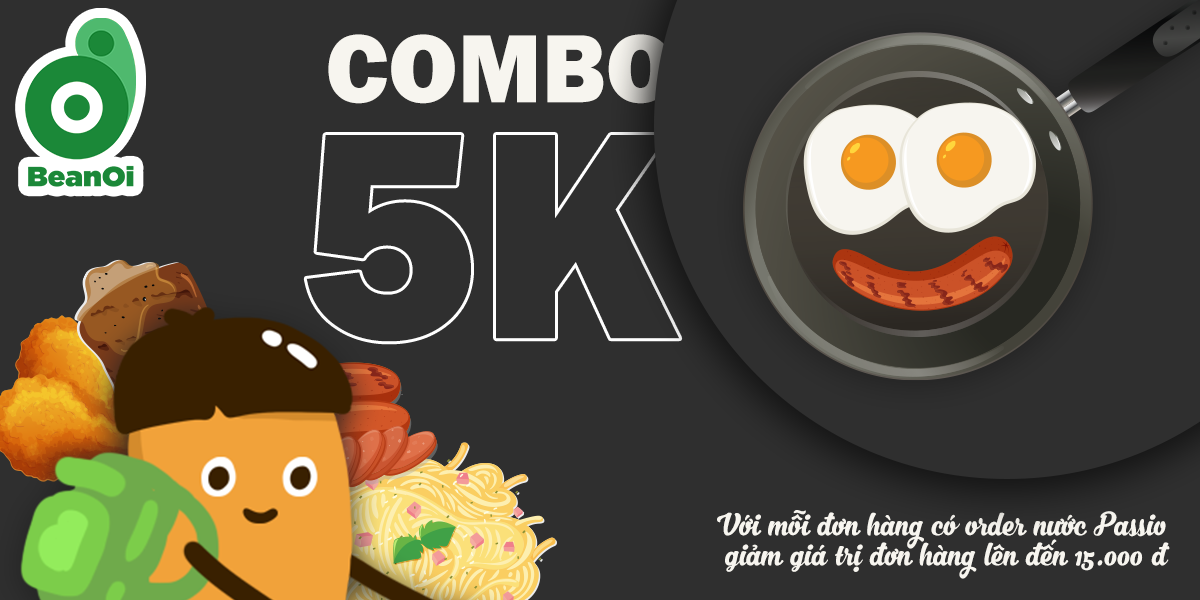 BeanOi
COMBO
5K
Với mỗi đơn hàng có order nước Passio
giảm giá trị đơn hàng lên đến 15.000 đ